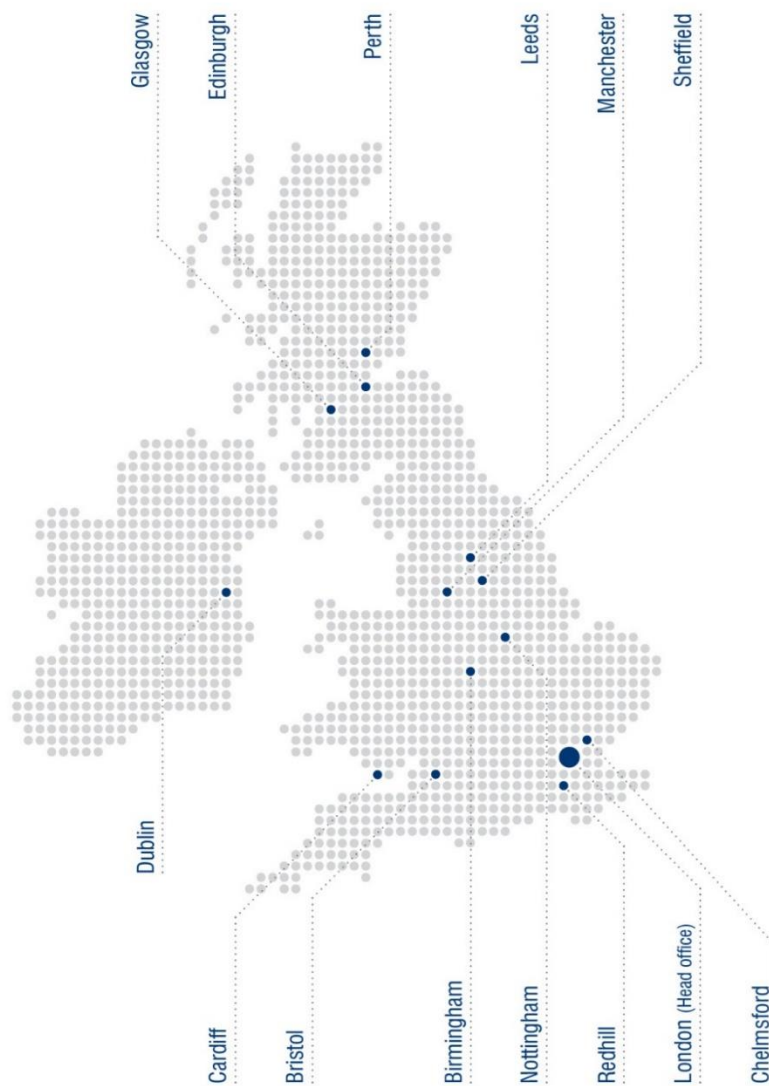 Glasgow
Edinburgh
Perth
Leeds
Manchester
Sheffield
Dublin
Cardiff
Bristol
Birmingham
Nottingham
Redhill
London (Head office)
Chelmsford